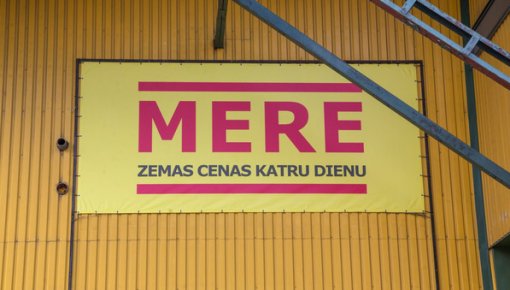 MERE
ZEMAS CENAS KATRU DIENU